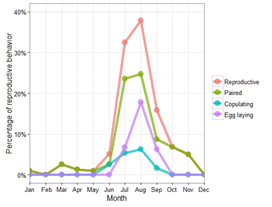 40%
30%
20%
10%
0%
Percentage of reproductive behavior
Jan Feb Mar Apr May Jun Jul Aug Sep Oct Nov Dec
Month
Reproductive
Paired
Copulating
Egg laying